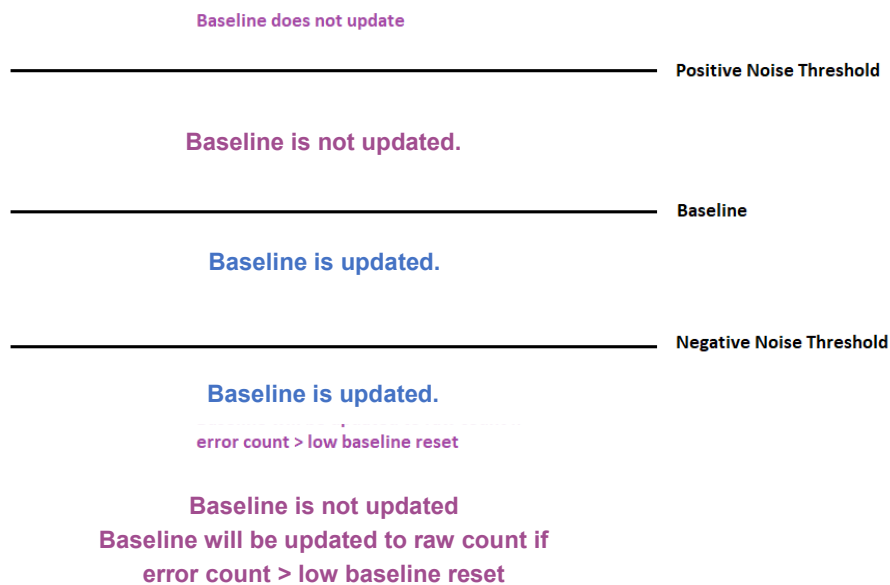 Baseline does not update
Positive Noise Threshold
Baseline is not updated.
Baseline
Baseline is updated.
Negative Noise Threshold
Baseline is updated.
error count > low baseline reset
Baseline is not updated
Baseline will be updated to raw count if
error count > low baseline reset